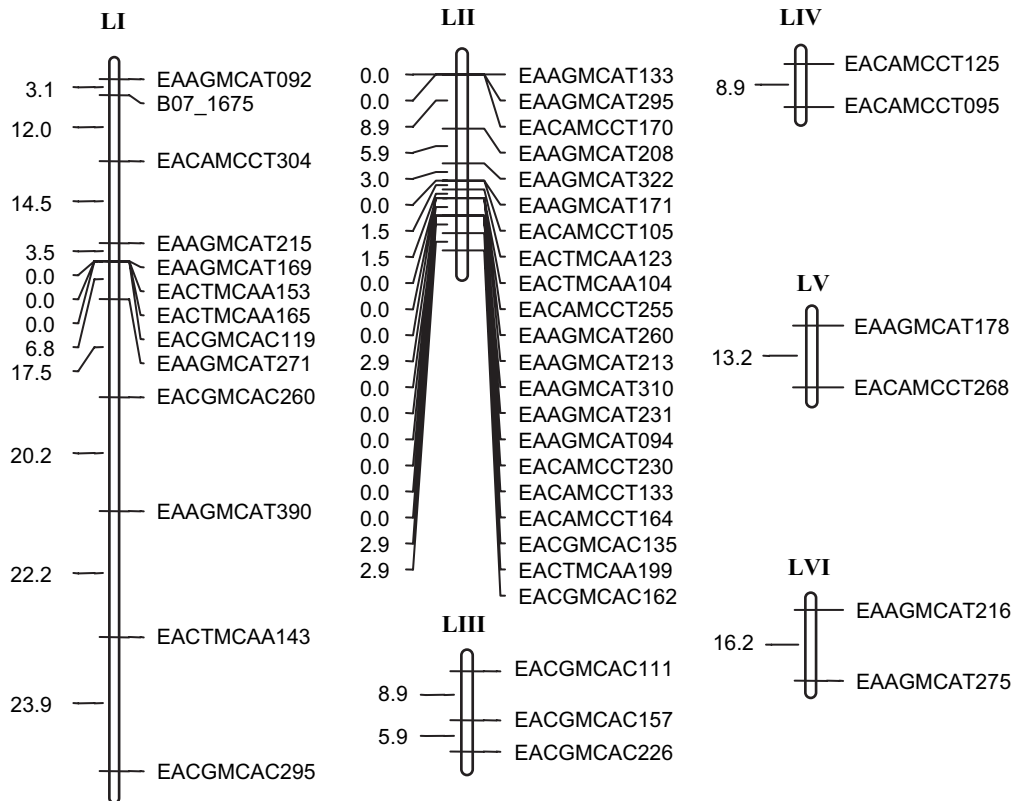 LI
3.1
12.0
14.5
3.5
0.0
0.0
0.0
6.8
17.5
20.2
22.2
23.9
EAAGMCAT092
B07_1675
EACAMCCT304
EAAGMCAT215
EAAGMCAT169
EACTMCAA153
EACTMCAA165
EACGMCAC119
EAAGMCAT271
EACGMCAC260
EAAGMCAT390
EACTMCAA143
EACGMCAC295
LII
0.0
0.0
8.9
5.9
3.0
0.0
1.5
1.5
0.0
0.0
0.0
2.9
0.0
0.0
0.0
0.0
0.0
0.0
2.9
2.9
EAAGMCAT133
EAAGMCAT295
EACAMCCT170
EAAGMCAT208
EAAGMCAT322
EAAGMCAT171
EACAMCCT105
EACTMCAA123
EACTMCAA104
EACAMCCT255
EAAGMCAT260
EAAGMCAT213
EAAGMCAT310
EAAGMCAT231
EAAGMCAT094
EACAMCCT230
EACAMCCT133
EACAMCCT164
EACGMCAC135
EACTMCAA199
EACGMCAC162
LIII
8.9
5.9
EACGMCAC111
EACGMCAC157
EACGMCAC226
LIV
8.9
EACAMCCT125
EACAMCCT095
LV
13.2
EAAGMCAT178
EACAMCCT268
LVI
16.2
EAAGMCAT216
EAAGMCAT275